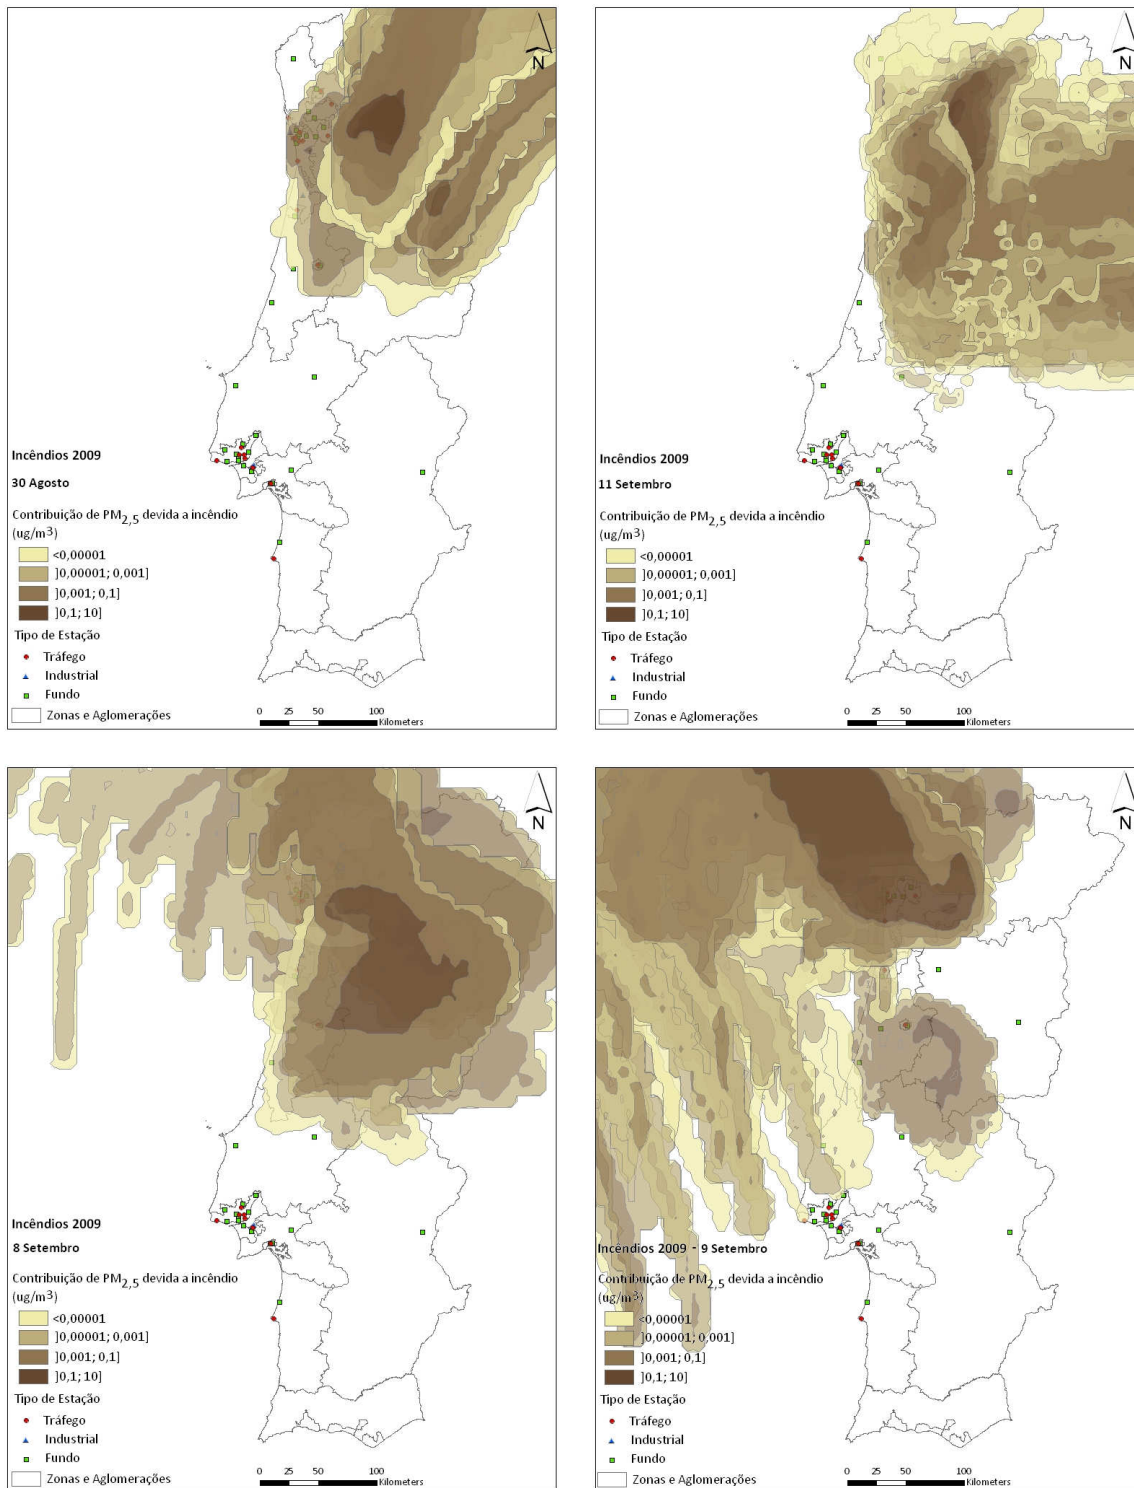 N
Incêndios 2009
30 Agosto
Contribuição de PM2,5 devida a incêndio
(ug/m3)
<0,00001
]0,00001; 0,001]
]0,001; 0,1]
]0,1; 10]
Tipo de Estação
Tráfego
Industrial
Fundo
Zonas e Aglomerações
0 25 50 100
Kilometers
N
Incêndios 2009
11 Setembro
Contribuição de PM2,5 devida a incêndio
(ug/m3)
<0,00001
]0,00001; 0,001]
]0,001; 0,1]
]0,1; 10]
Tipo de Estação
Tráfego
Industrial
Fundo
Zonas e Aglomerações
0 25 50 100
Kilometers
N
Incêndios 2009
8 Setembro
Contribuição de PM2,5 devida a incêndio
(ug/m3)
<0,00001
]0,00001; 0,001]
]0,001; 0,1]
]0,1; 10]
Tipo de Estação
Tráfego
Industrial
Fundo
Zonas e Aglomerações
0 25 50 100
Kilometers
N
Incêndios 2009 - 9 Setembro
Contribuição de PM2,5 devida a incêndio
(ug/m3)
<0,00001
]0,00001; 0,001]
]0,001; 0,1]
]0,1; 10]
Tipo de Estação
Tráfego
Industrial
Fundo
Zonas e Aglomerações
0 25 50 100
Kilometers